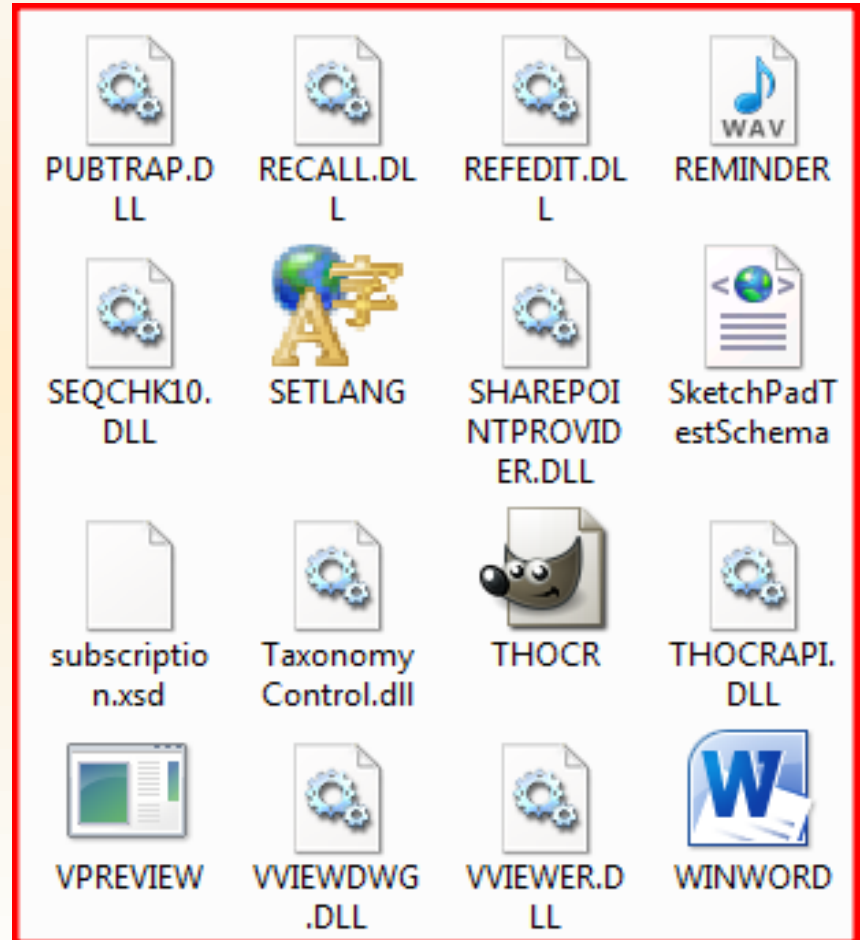 WAV
PUBTRAP.D
LL
RECALL.DL
L
REFEDIT.DL
L
REMINDER
SEQCHK10.
DLL
字
A
SETLANG
SHAREPOI
NTPROVID
ER.DLL
SketchPadT
estSchema
subscriptio
n.xsd
Taxonomy
Control.dll
THOCR
THOCRAPI.
DLL
VPREVIEW
VVIEWDWG
.DLL
VVIEWER.D
LL
W
WINWORD